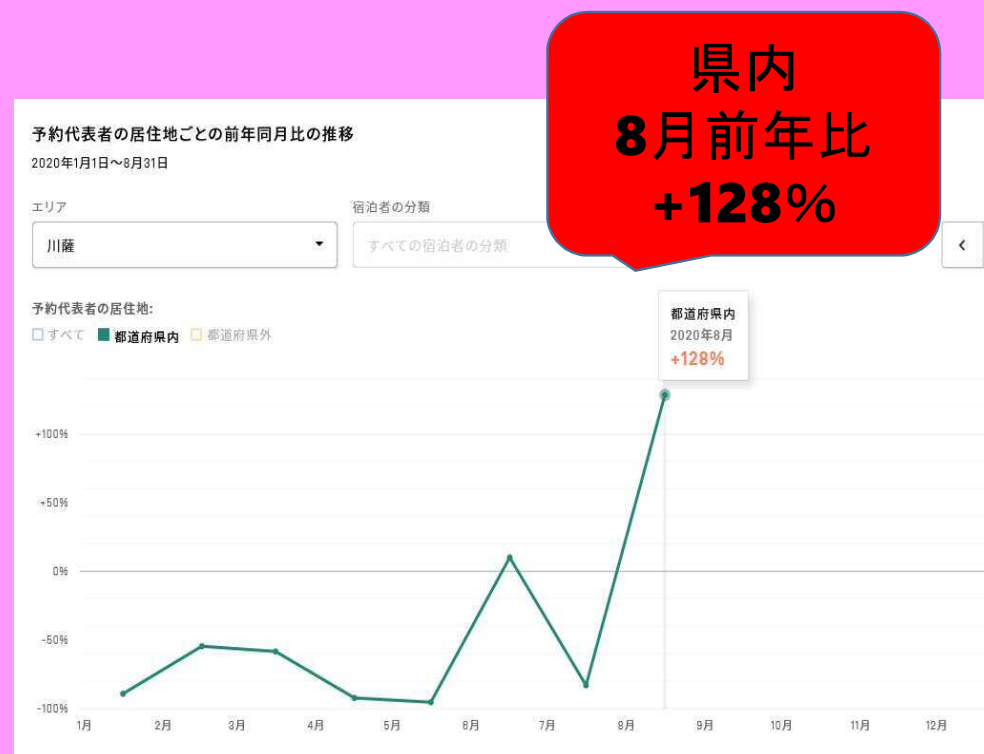 県内
8月前年比
+128%
予約代表者の居住地ごとの前年同月比の推移
2020年1月1日〜8月31日
エリア
宿泊者の分類
川薩
すべての宿泊者の分類
予約代表者の居住地:
すべて 都道府県内 都道府県外
都道府県内
2020年8月
+128%
+100%
+50%
0%
-50%
-100%
1月 2月 3月 4月 5月 6月 7月 8月 9月 10月 11月 12月